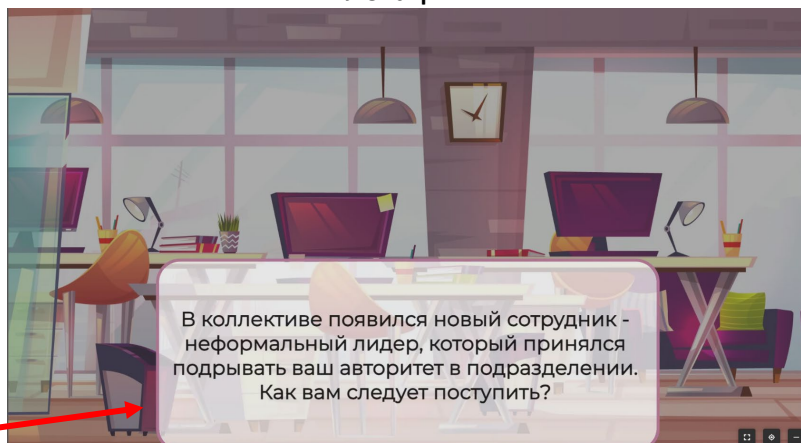 В коллективе появился новый сотрудник -
неформальный лидер, который принялся
подрывать ваш авторитет в подразделении.
Как вам следует поступить?